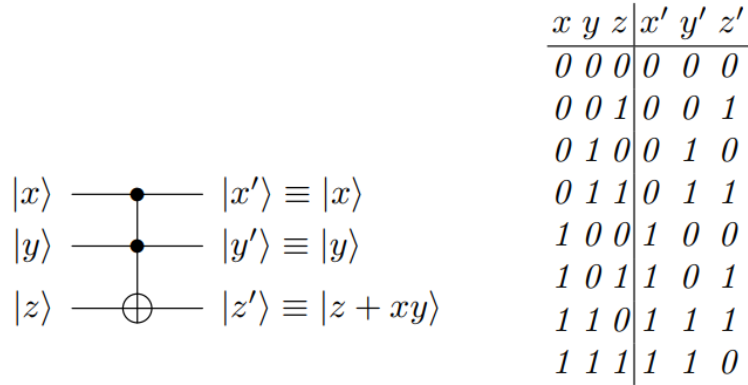 |x⟩ |x′⟩ ≡ |x⟩
|y⟩ |y′⟩ ≡ |y⟩
|z⟩ |z′⟩ ≡ |z + xy⟩
x y z x′ y′ z′
0 0 0 0 0 0
0 0 1 0 0 1
0 1 0 0 1 0
0 1 1 0 1 1
1 0 0 1 0 0
1 0 1 1 0 1
1 1 0 1 1 1
1 1 1 1 1 0